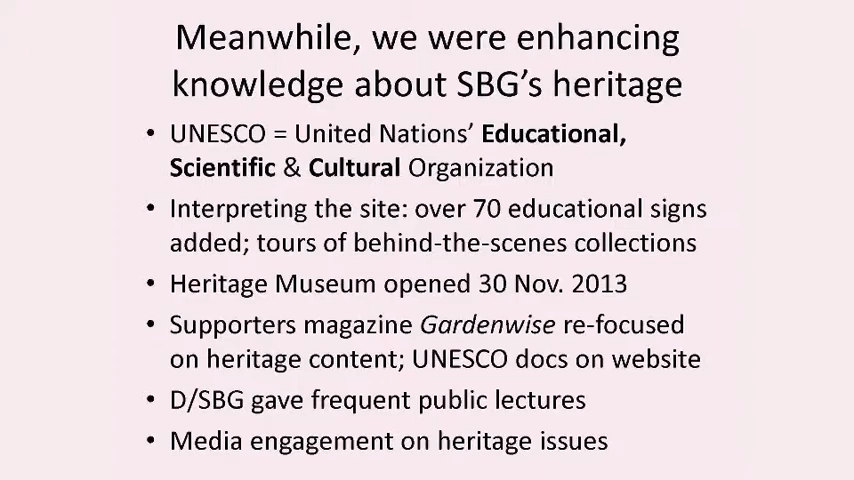 Meanwhile, we were enhancing
knowledge about SBG’s heritage
• UNESCO = United Nations’ Educational,
Scientific & Cultural Organization
• Interpreting the site: over 70 educational signs
added; tours of behind-the-scenes collections
• Heritage Museum opened 30 Nov. 2013
• Supporters magazine Gardenwise re-focused
on heritage content; UNESCO docs on website
• D/SBG gave frequent public lectures
• Media engagement on heritage issues